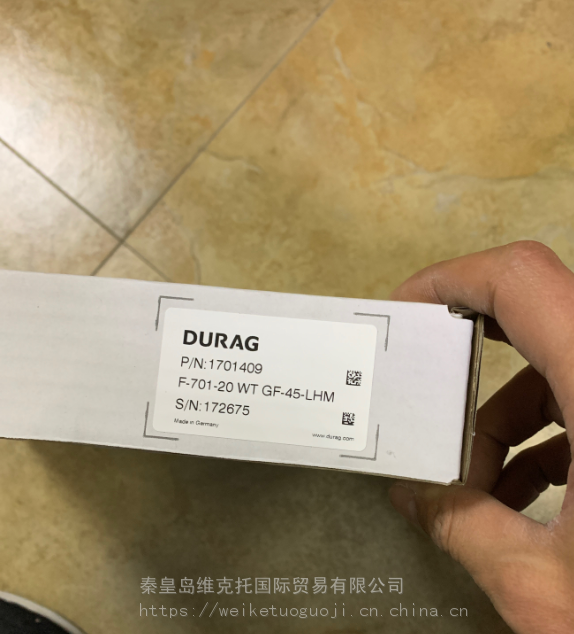 DURAG
P/N:1701409
F-701-20 WT GF-45-LHM
S/N:172675
Made in Germany
www.durag.com
秦皇岛维克托国际贸易有限公司
https://weiketuoguoji.cn.china.cn/